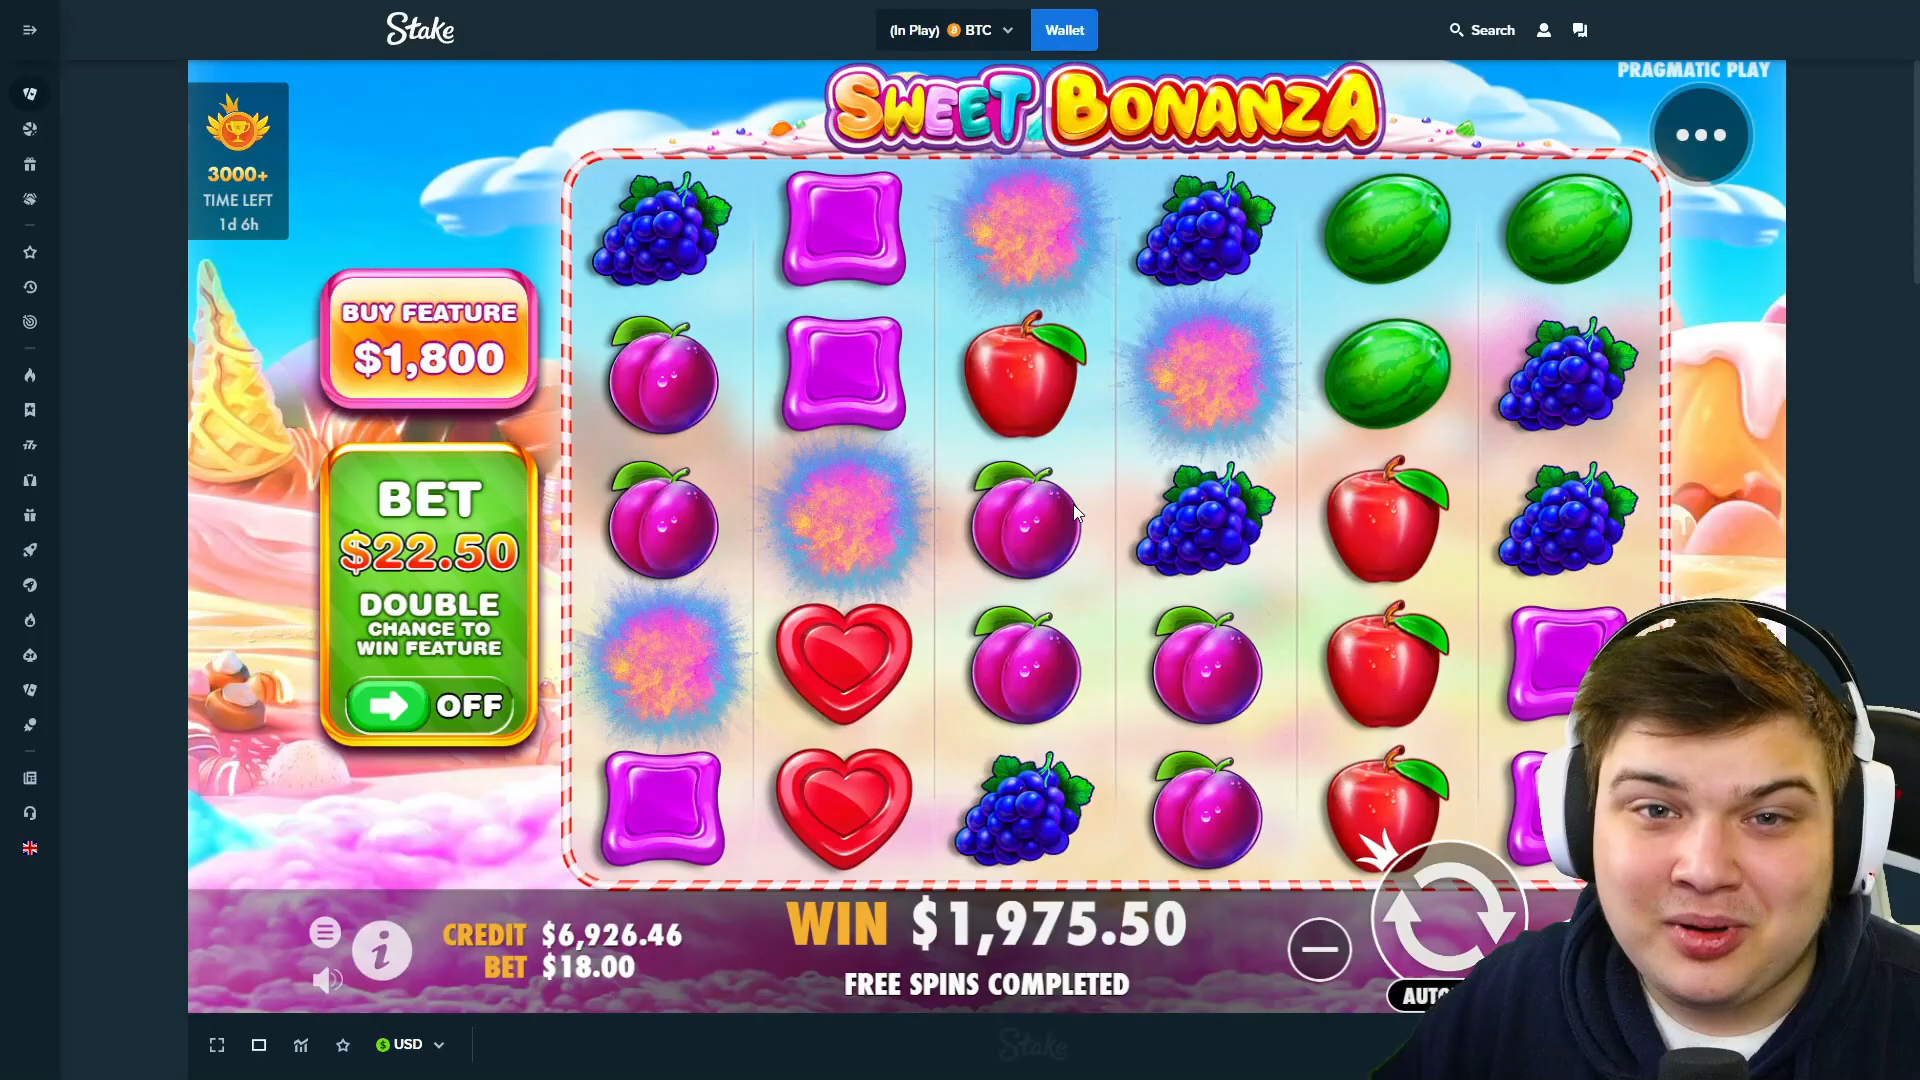 Stake
(In Play) BTC
Wallet
Search
PRAGMATIC PLAY
SWEET BONANZA
3000+
TIME LEFT
1d 6h
BUY FEATURE
$1,800
BET
$22.50
DOUBLE
CHANCE TO
WIN FEATURE
OFF
CREDIT $6,926.46
BET $18.00
WIN $1,975.50
FREE SPINS COMPLETED
USD
Stake